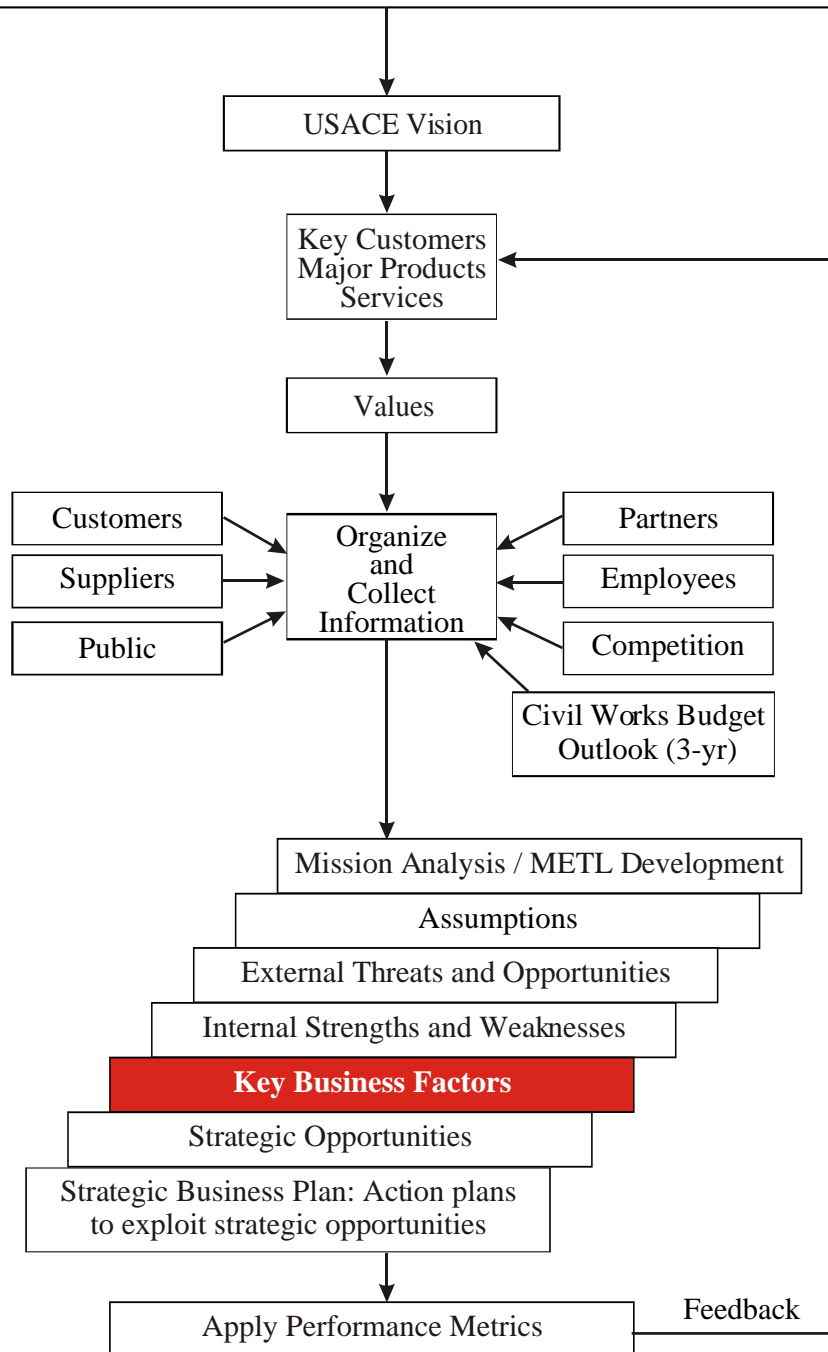 USACE Vision
Key Customers
Major Products
Services
Values
Customers
Suppliers
Public
Organize
and
Collect
Information
Partners
Employees
Competition
Civil Works Budget
Outlook (3-yr)
Mission Analysis / METL Development
Assumptions
External Threats and Opportunities
Internal Strengths and Weaknesses
Key Business Factors
Strategic Opportunities
Strategic Business Plan: Action plans
to exploit strategic opportunities
Apply Performance Metrics
Feedback